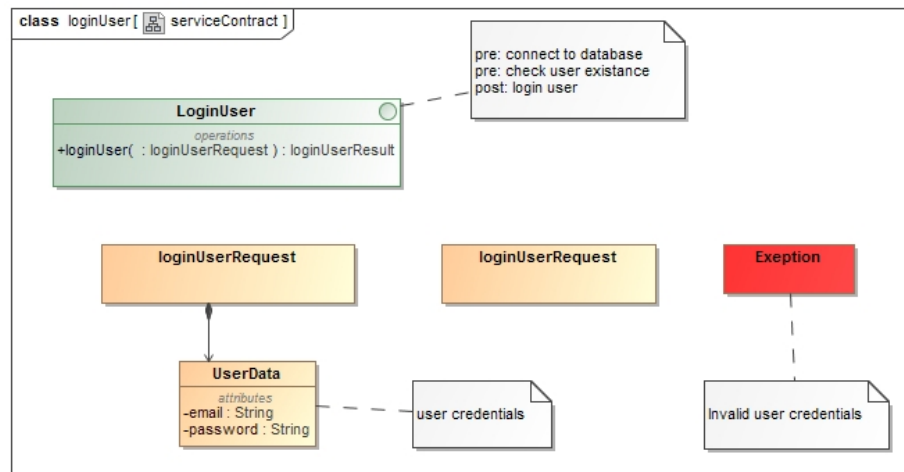 class loginUser [ serviceContract ]
pre: connect to database
pre: check user existance
post: login user
LoginUser
operations
+loginUser( : loginUserRequest ) : loginUserResult
loginUserRequest
loginUserRequest
Exeption
UserData
attributes
-email : String
-password : String
user credentials
Invalid user credentials